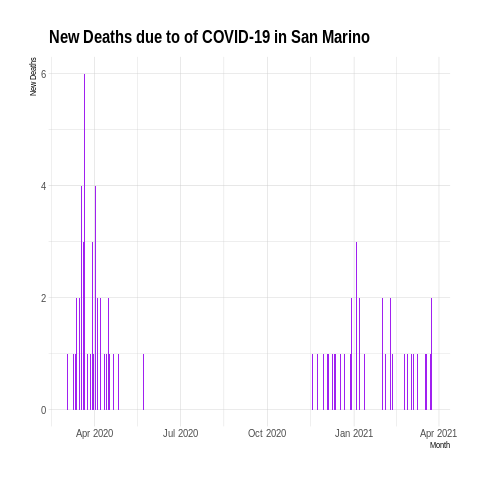 New Deaths due to of COVID-19 in San Marino
New Deaths
6
4
2
0
Apr 2020 Jul 2020 Oct 2020 Jan 2021 Apr 2021
Month